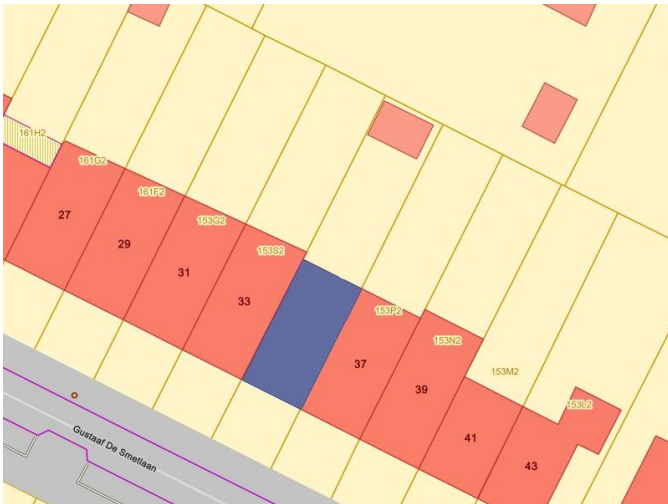 161H2
161G2
161F2
153G2
153S2
153P2
153N2
153M2
153L2
27
29
31
33
37
39
41
43
Gustaaf De Smetlaan